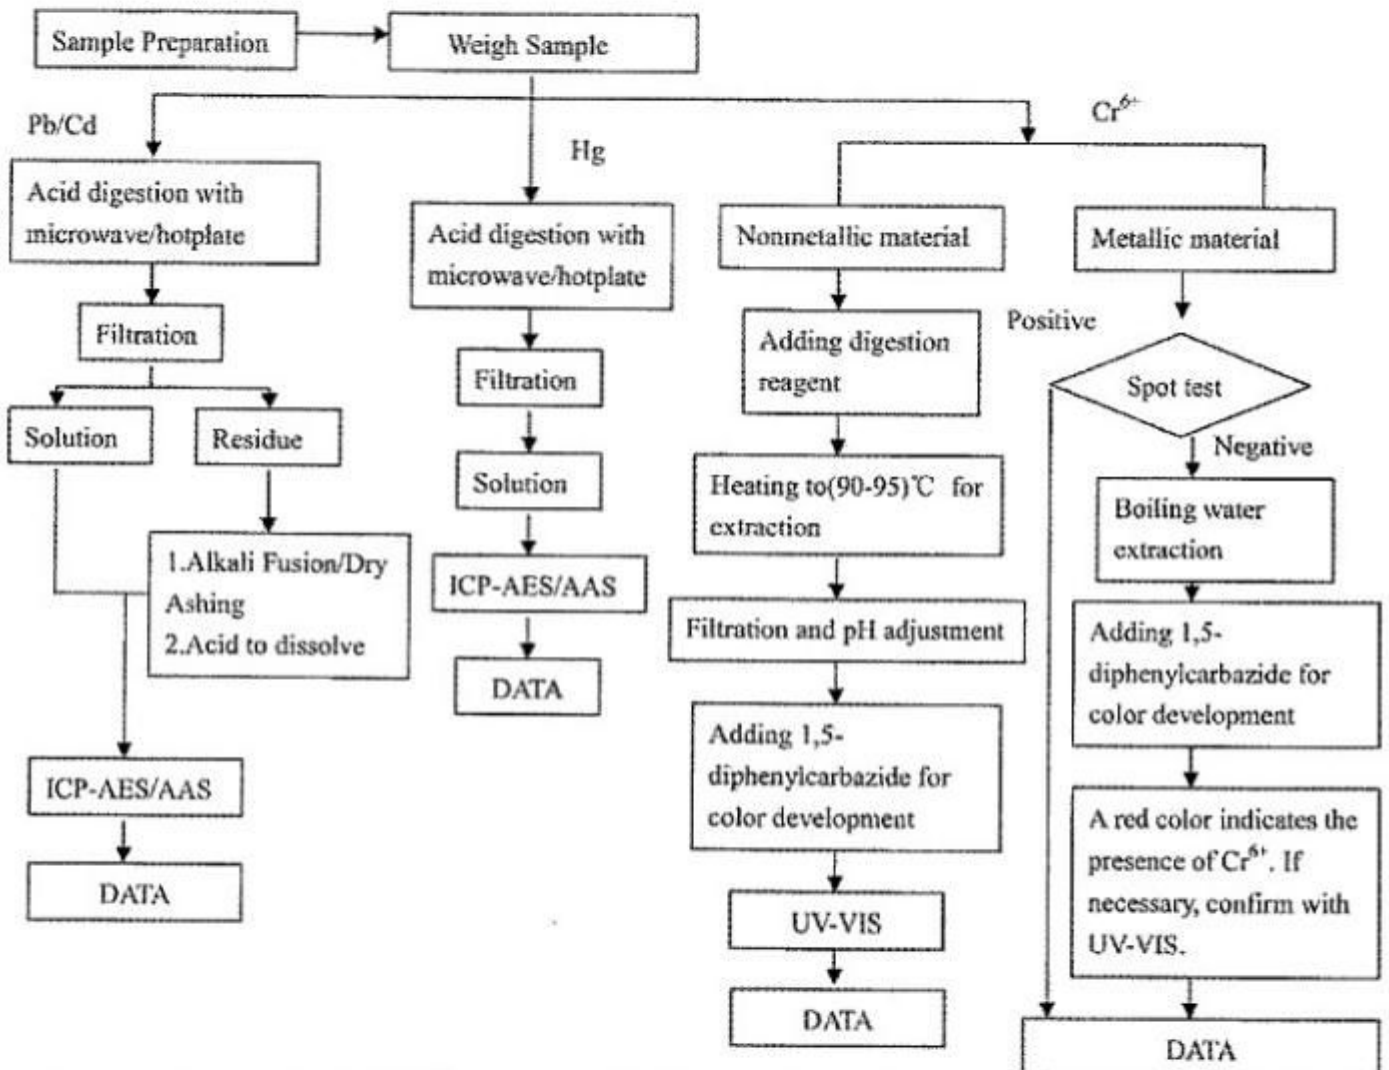 Sample Preparation
Weigh Sample
Pb/Cd
Hg
Cr6+
Acid digestion with
microwave/hotplate
Filtration
Solution
Residue
1.Alkali Fusion/Dry
Ashing
2.Acid to dissolve
ICP-AES/AAS
DATA
Acid digestion with
microwave/hotplate
Filtration
Solution
ICP-AES/AAS
DATA
Nonmetallic material
Adding digestion
reagent
Heating to(90-95)℃ for
extraction
Filtration and pH adjustment
Adding 1,5-
diphenylcarbazide for
color development
UV-VIS
DATA
Metallic material
Positive
Spot test
Negative
Boiling water
extraction
Adding 1,5-
diphenylcarbazide for
color development
A red color indicates the
presence of Cr6+. If
necessary, confirm with
UV-VIS.
DATA